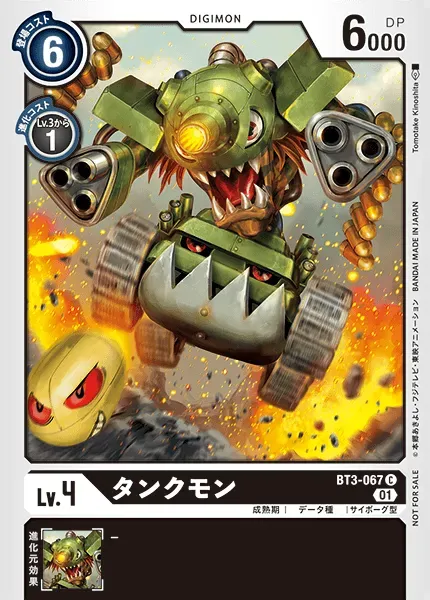 DIGIMON
登場コスト
6
DP
6000
進化コスト
Lv.3から
1
Tomotake Kinoshita
©本郷あきよし・フジテレビ・東映アニメーション BANDAI MADE IN JAPAN
NOT FOR SALE
BT3-067 C
01
Lv.4
タンクモン
成熟期 | データ種 | サイボーグ型
進化元効果
-